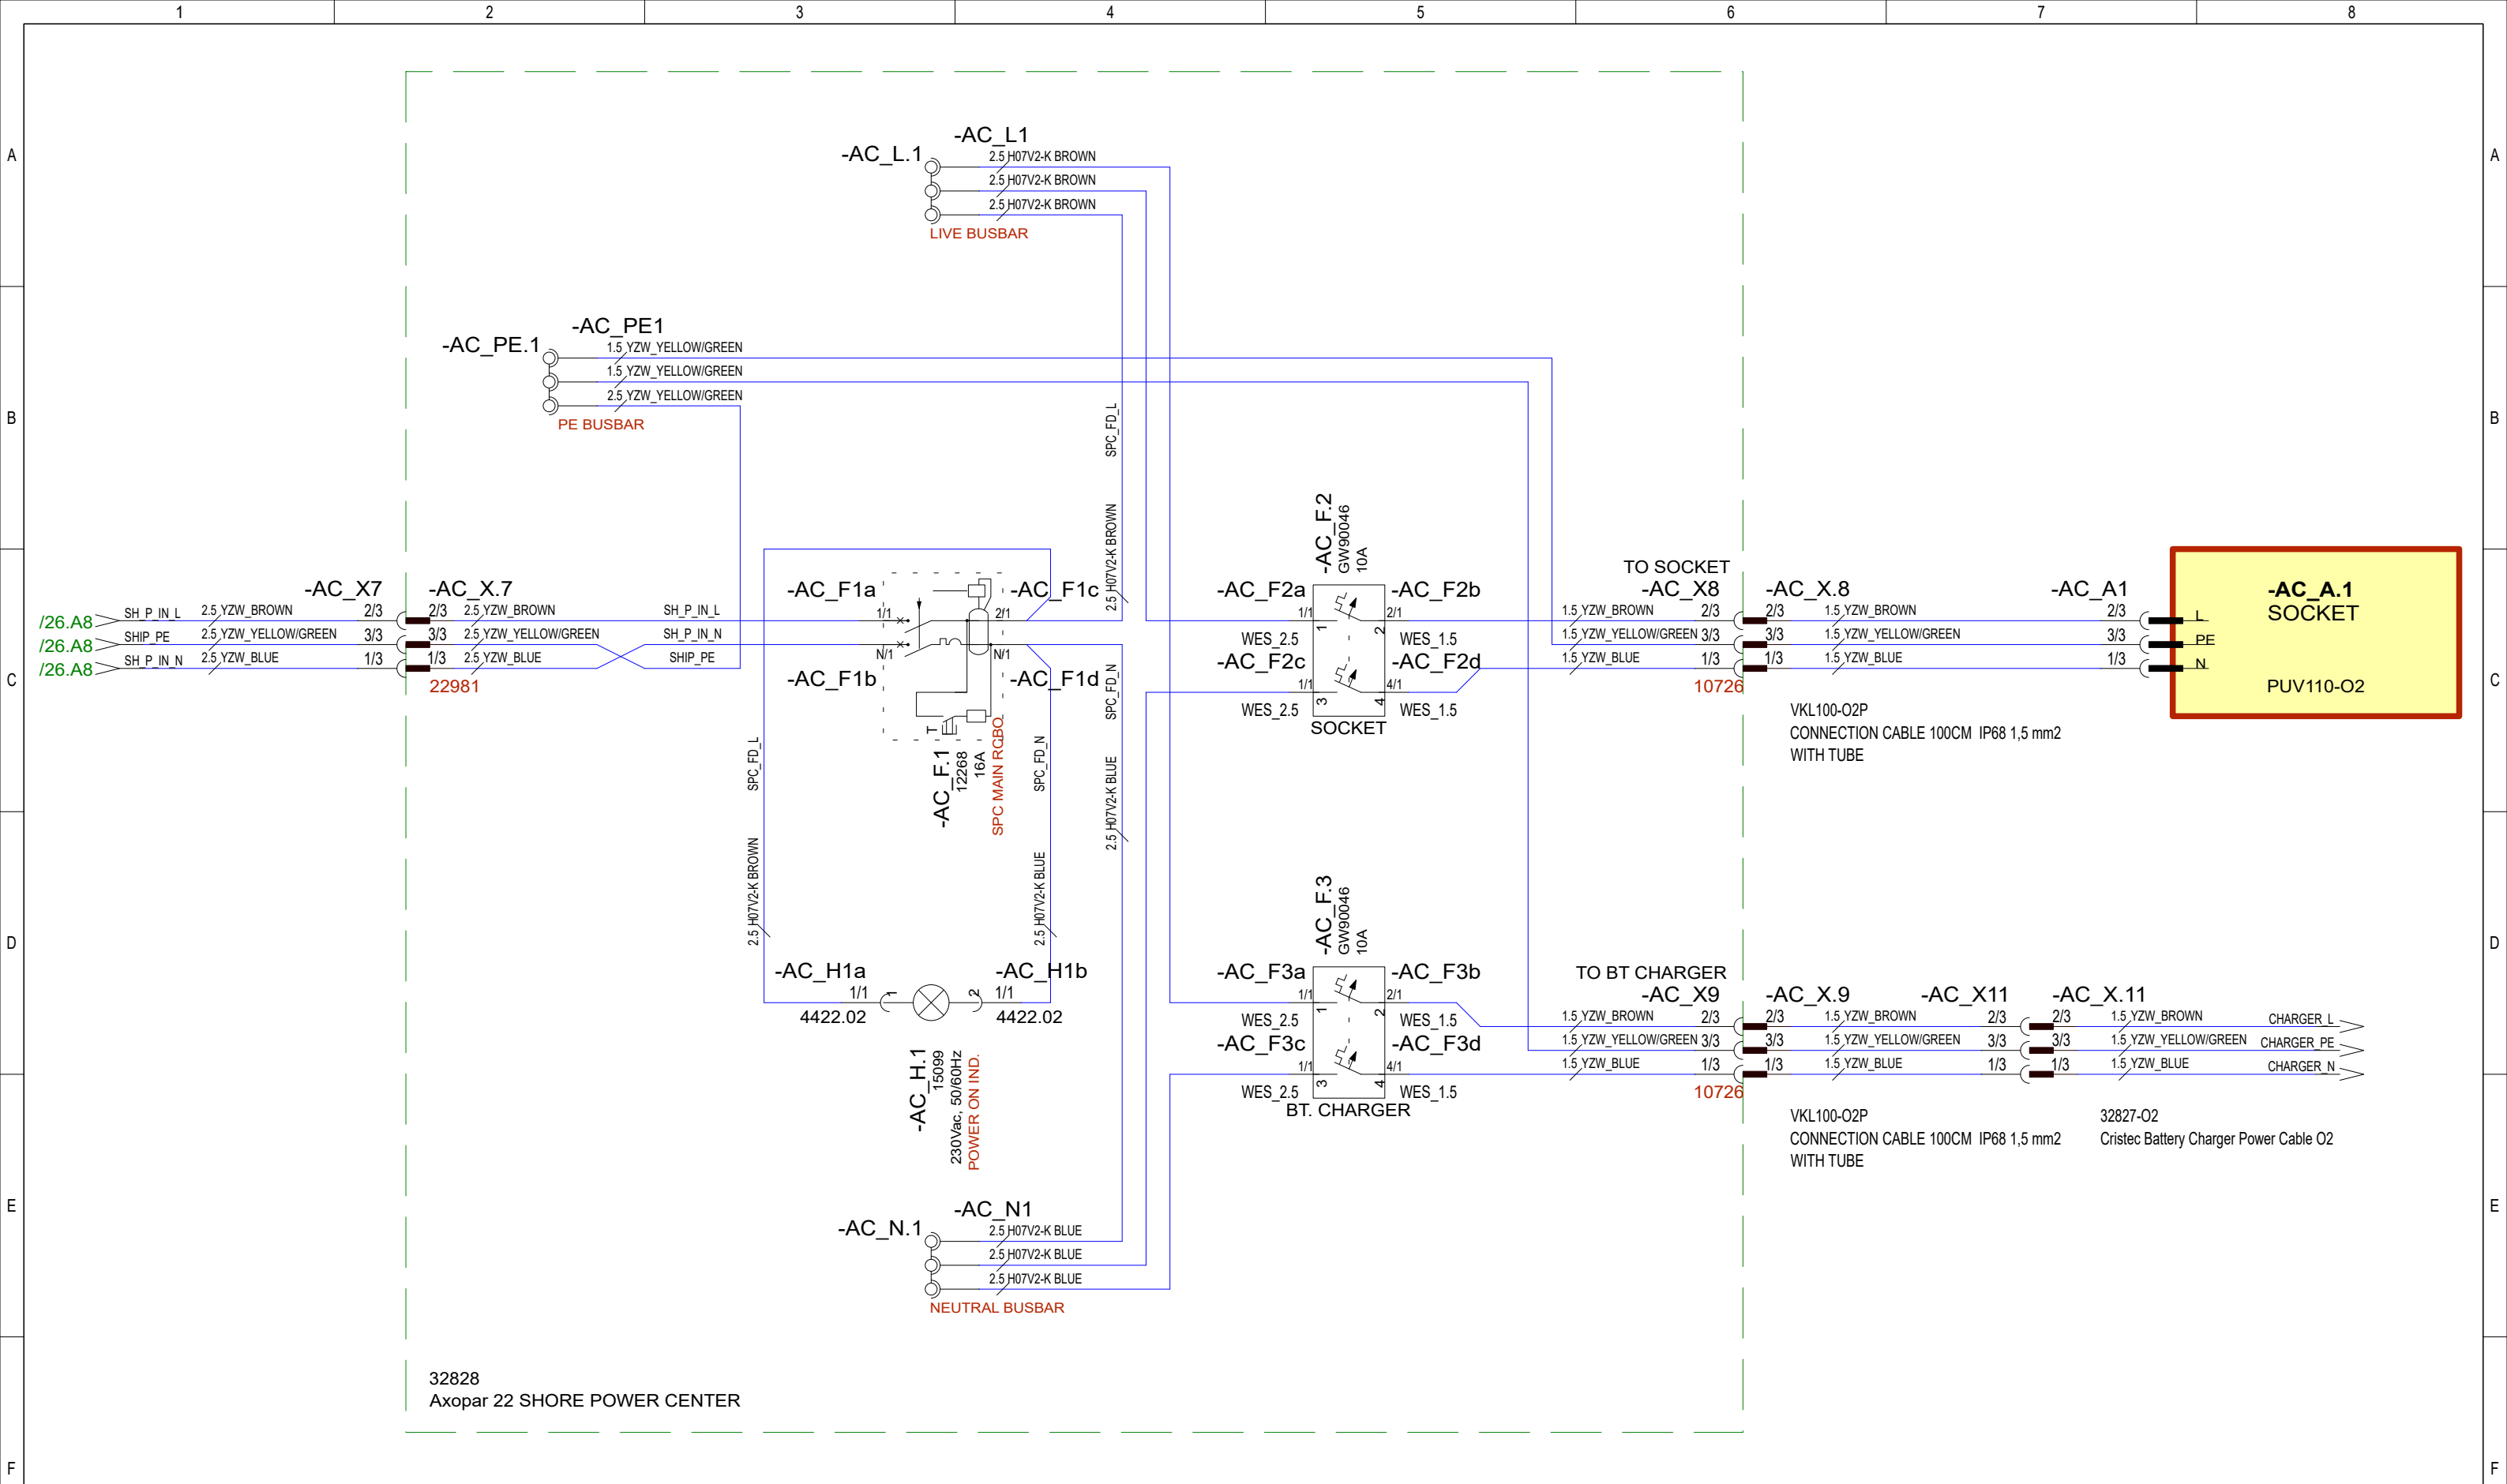 1 2 3 4 5 6 7 8
A A
B B
C C
D D
E E
F F
-AC_L1
-AC_L.1
2.5 H07V2-K BROWN
2.5 H07V2-K BROWN
2.5 H07V2-K BROWN
LIVE BUSBAR
-AC_PE1
-AC_PE.1
1.5 YZW_YELLOW/GREEN
1.5 YZW_YELLOW/GREEN
2.5 YZW_YELLOW/GREEN
PE BUSBAR
SPC_FD_L
2.5 H07V2-K BROWN
/26.A8
/26.A8
/26.A8
SH_P_IN_L
SHIP_PE
SH_P_IN_N
2.5 YZW_BROWN
2.5 YZW_YELLOW/GREEN
2.5 YZW_BLUE
-AC_X7
2/3
3/3
1/3
-AC_X.7
2/3
3/3
1/3
22981
2.5 YZW_BROWN
2.5 YZW_YELLOW/GREEN
2.5 YZW_BLUE
SH_P_IN_L
SH_P_IN_N
SHIP_PE
-AC_F1a
1/1
N/1
-AC_F1b
-AC_F1c
2/1
N/1
-AC_F1d
T
-AC_F.1
12268
16A
SPC MAIN RCBO
SPC_FD_L
2.5 H07V2-K BROWN
SPC_FD_N
2.5 H07V2-K BLUE
SPC_FD_N
2.5 H07V2-K BLUE
-AC_H1a
1/1
4422.02
1
2
-AC_H1b
1/1
4422.02
-AC_H.1
15099
230Vac, 50/60Hz
POWER ON IND.
-AC_N1
-AC_N.1
2.5 H07V2-K BLUE
2.5 H07V2-K BLUE
2.5 H07V2-K BLUE
NEUTRAL BUSBAR
-AC_F.2
GW90046
10A
-AC_F2a
1/1
WES_2.5
-AC_F2c
1/1
WES_2.5
1
2
3
4
-AC_F2b
2/1
WES_1.5
-AC_F2d
4/1
WES_1.5
SOCKET
-AC_F.3
GW90046
10A
-AC_F3a
1/1
WES_2.5
-AC_F3c
1/1
WES_2.5
1
2
3
4
-AC_F3b
2/1
WES_1.5
-AC_F3d
4/1
WES_1.5
BT. CHARGER
TO SOCKET
-AC_X8
1.5 YZW_BROWN 2/3
1.5 YZW_YELLOW/GREEN 3/3
1.5 YZW_BLUE 1/3
10726
-AC_X.8
2/3 1.5 YZW_BROWN
3/3 1.5 YZW_YELLOW/GREEN
1/3 1.5 YZW_BLUE
VKL100-O2P
CONNECTION CABLE 100CM IP68 1,5 mm2
WITH TUBE
-AC_A1
2/3
3/3
1/3
L
PE
N
-AC_A.1
SOCKET
PUV110-O2
TO BT CHARGER
-AC_X9
1.5 YZW_BROWN 2/3
1.5 YZW_YELLOW/GREEN 3/3
1.5 YZW_BLUE 1/3
10726
-AC_X.9
2/3 1.5 YZW_BROWN
3/3 1.5 YZW_YELLOW/GREEN
1/3 1.5 YZW_BLUE
VKL100-O2P
CONNECTION CABLE 100CM IP68 1,5 mm2
WITH TUBE
-AC_X11
2/3
3/3
1/3
-AC_X.11
2/3 1.5 YZW_BROWN CHARGER_L
3/3 1.5 YZW_YELLOW/GREEN CHARGER_PE
1/3 1.5 YZW_BLUE CHARGER_N
32827-O2
Cristec Battery Charger Power Cable O2
32828
Axopar 22 SHORE POWER CENTER